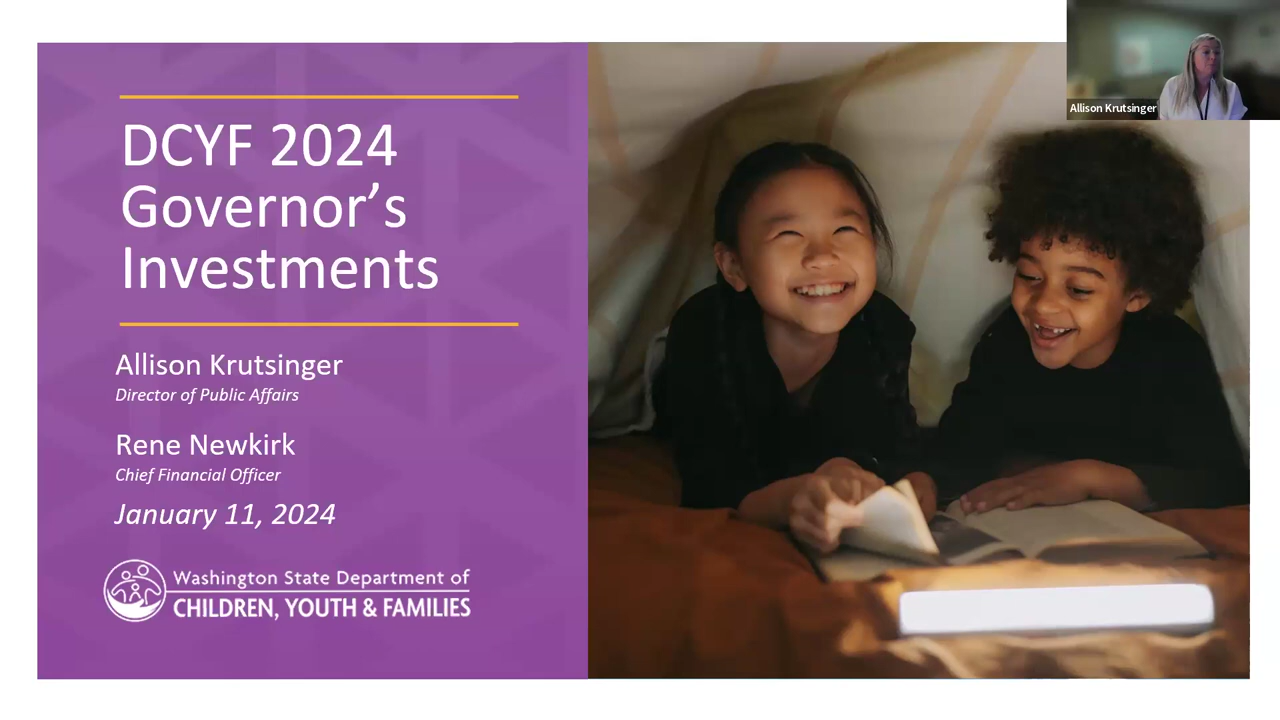 DCYF 2024
Governor’s
Investments
Allison Krutsinger
Director of Public Affairs
Rene Newkirk
Chief Financial Officer
January 11, 2024
Washington State Department of
CHILDREN, YOUTH & FAMILIES
Allison Krutsinger